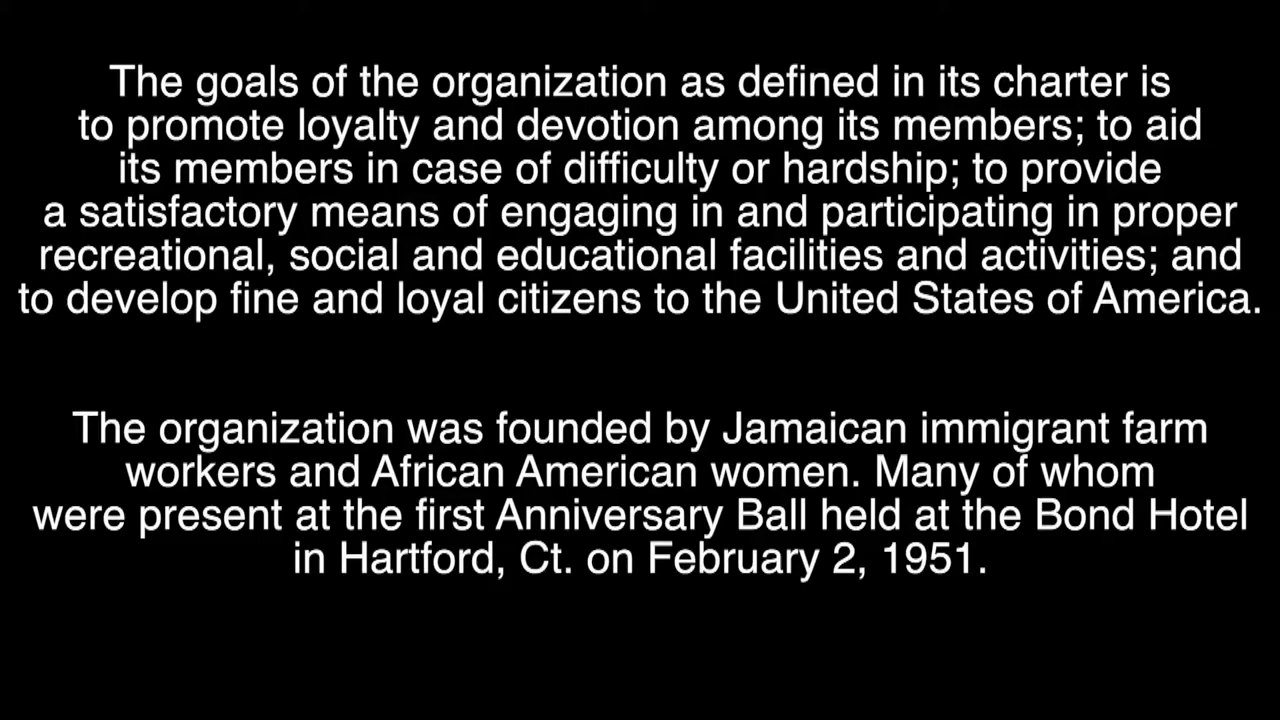 The goals of the organization as defined in its charter is
to promote loyalty and devotion among its members; to aid
its members in case of difficulty or hardship; to provide
a satisfactory means of engaging in and participating in proper
recreational, social and educational facilities and activities; and
to develop fine and loyal citizens to the United States of America.
The organization was founded by Jamaican immigrant farm
workers and African American women. Many of whom
were present at the first Anniversary Ball held at the Bond Hotel
in Hartford, Ct. on February 2, 1951.